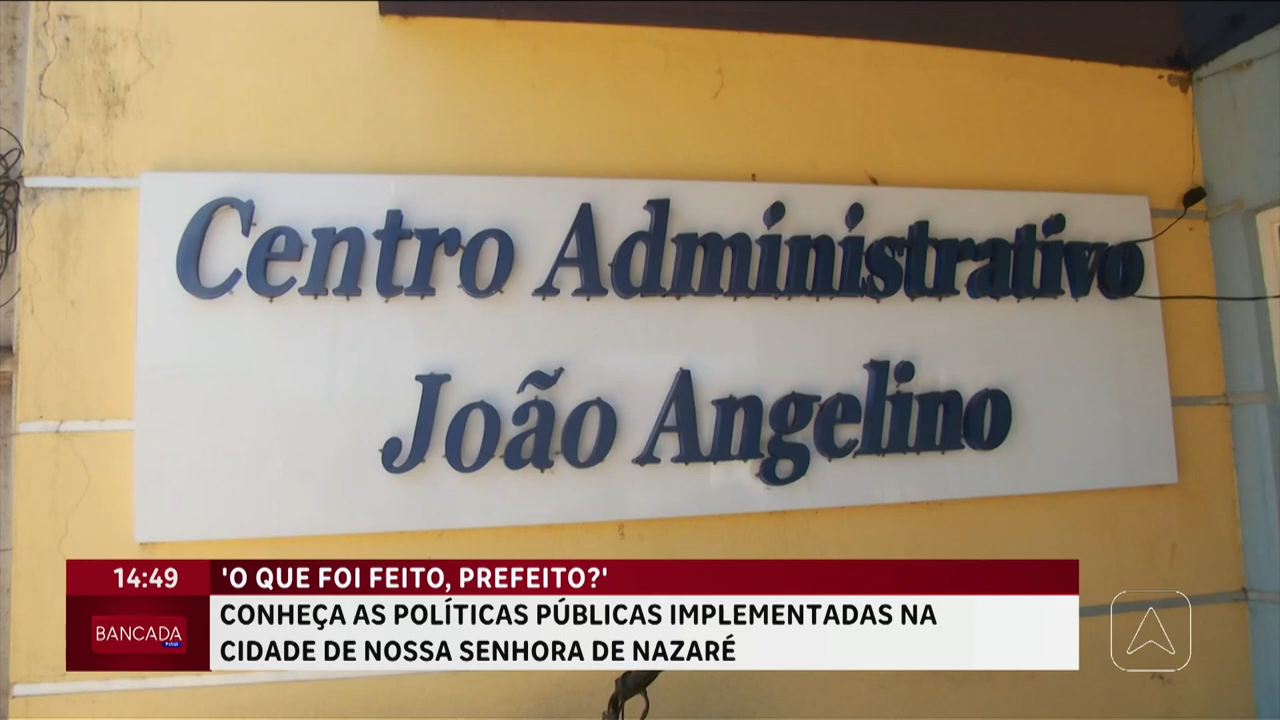 Centro Administrativo
João Angelino
14:49
'O QUE FOI FEITO, PREFEITO?'
BANCADA
PIAUÍ
CONHEÇA AS POLÍTICAS PÚBLICAS IMPLEMENTADAS NA
CIDADE DE NOSSA SENHORA DE NAZARÉ